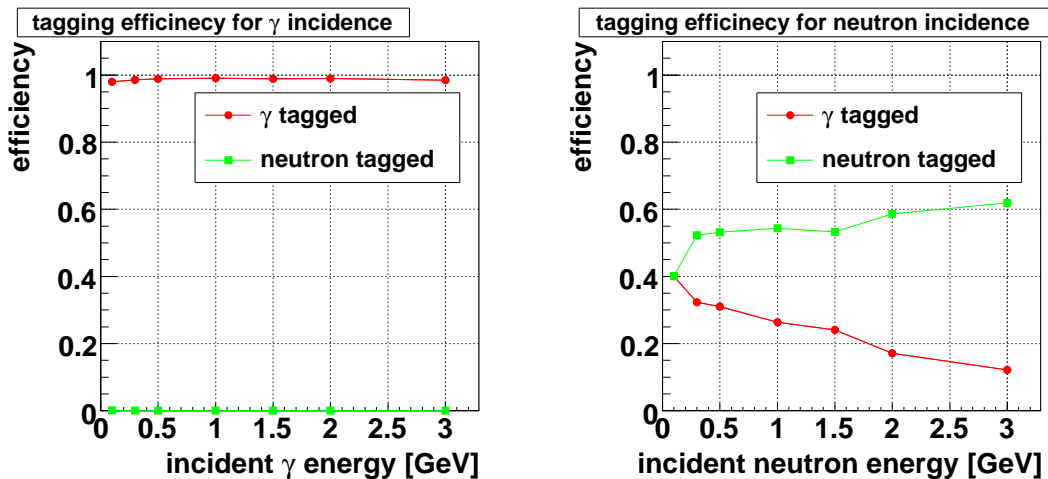 tagging efficinecy for γ incidence
efficiency
1
0.8
0.6
0.4
0.2
0
γ tagged
neutron tagged
0 0.5 1 1.5 2 2.5 3
incident γ energy [GeV]
tagging efficinecy for neutron incidence
efficiency
1
0.8
0.6
0.4
0.2
0
γ tagged
neutron tagged
0 0.5 1 1.5 2 2.5 3
incident neutron energy [GeV]